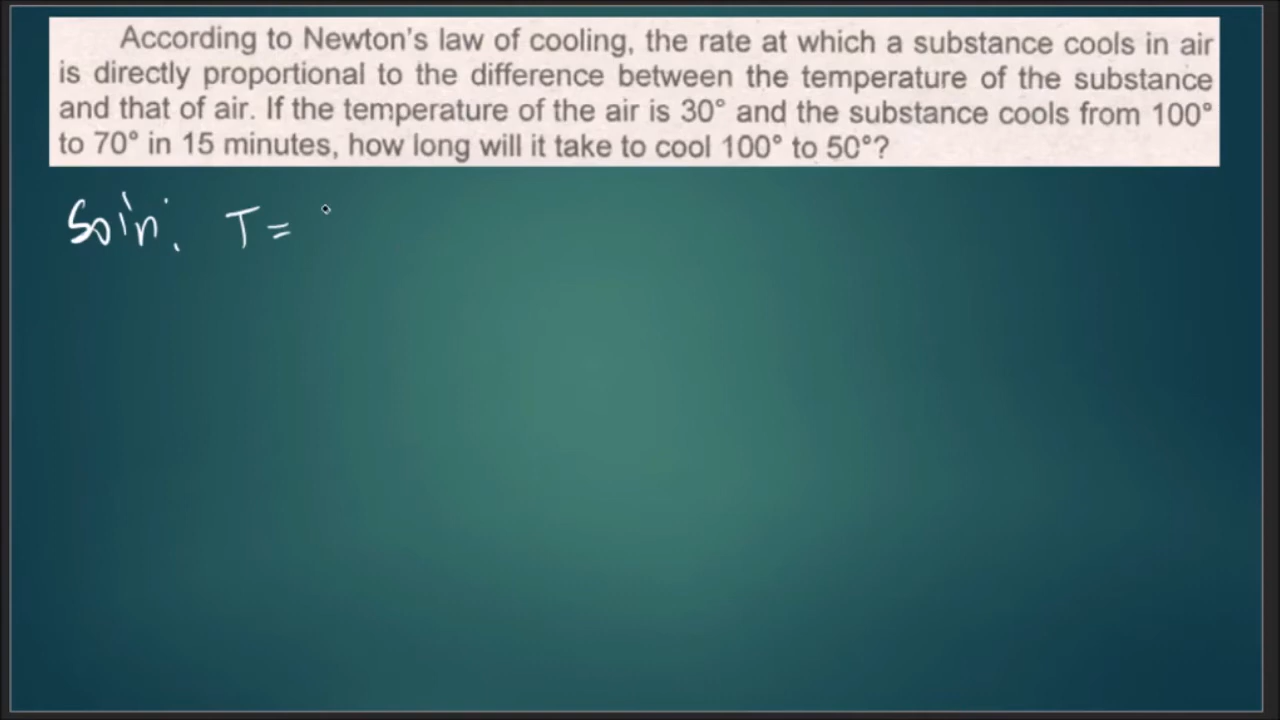 According to Newton's law of cooling, the rate at which a substance cools in air
is directly proportional to the difference between the temperature of the substance
and that of air. If the temperature of the air is 30° and the substance cools from 100°
to 70° in 15 minutes, how long will it take to cool 100° to 50°?
Sol'n: T =